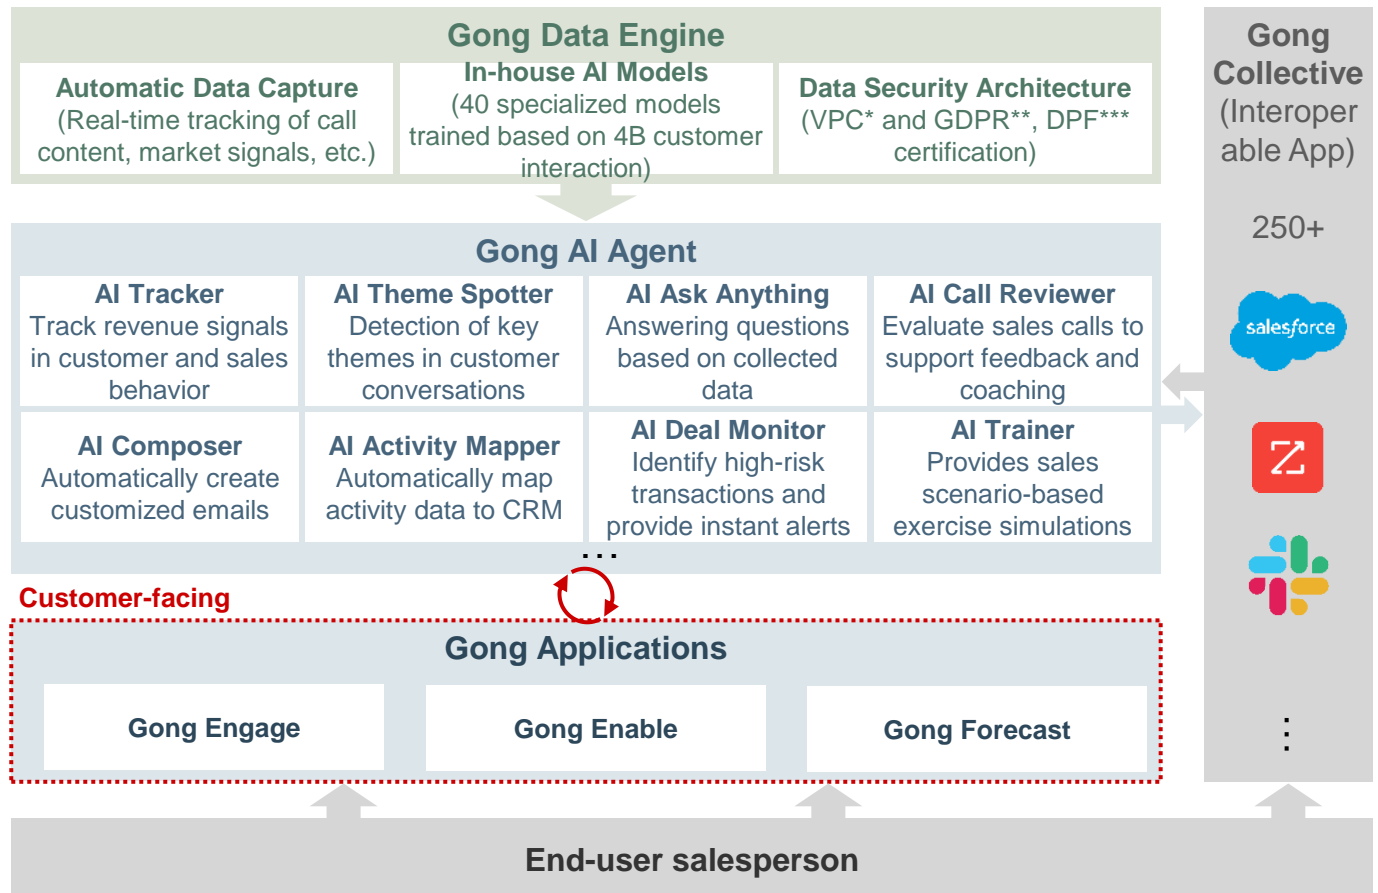 Gong Data Engine
Automatic Data Capture
(Real-time tracking of call
content, market signals, etc.)
In-house AI Models
(40 specialized models
trained based on 4B customer
interaction)
Data Security Architecture
(VPC* and GDPR**, DPF***
certification)
Gong AI Agent
AI Tracker
Track revenue signals
in customer and sales
behavior
AI Theme Spotter
Detection of key
themes in customer
conversations
AI Ask Anything
Answering questions
based on collected
data
AI Call Reviewer
Evaluate sales calls to
support feedback and
coaching
AI Composer
Automatically create
customized emails
AI Activity Mapper
Automatically map
activity data to CRM
AI Deal Monitor
Identify high-risk
transactions and
provide instant alerts
AI Trainer
Provides sales
scenario-based
exercise simulations
...
Customer-facing
Gong Applications
Gong Engage
Gong Enable
Gong Forecast
Gong
Collective
(Interoper
able App)
250+
salesforce
Z
⋮
End-user salesperson